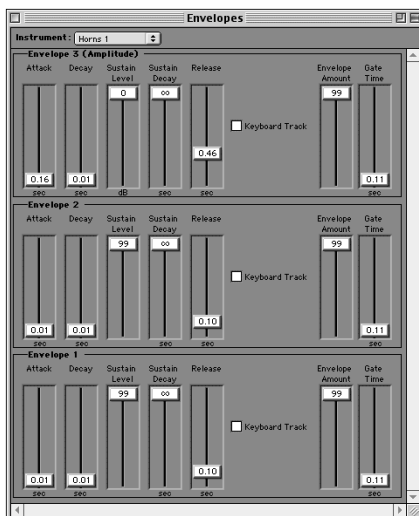 Envelopes
Instrument: Horns 1
Envelope 3 (Amplitude)
Attack Decay Sustain Level Sustain Decay Release Envelope Amount Gate Time
0 ∞ 99
Keyboard Track
0.46
0.16 0.01 0.11
sec sec dB sec sec sec
Envelope 2
Attack Decay Sustain Level Sustain Decay Release Envelope Amount Gate Time
99 ∞ 99
Keyboard Track
0.10
0.01 0.01 0.11
sec sec sec sec sec
Envelope 1
Attack Decay Sustain Level Sustain Decay Release Envelope Amount Gate Time
99 ∞ 99
Keyboard Track
0.10
0.01 0.01 0.11
sec sec sec sec sec